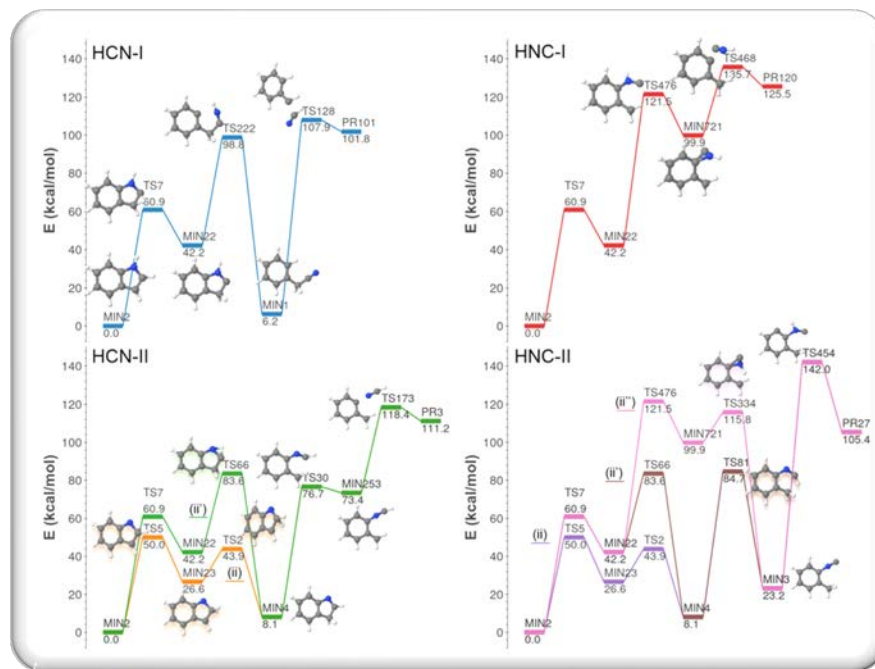 HCN-I
E (kcal/mol)
140
120
100
80
60
40
20
0
MIN2
0.0
TS7
60.9
MIN22
42.2
TS222
98.8
MIN1
6.2
TS128
107.9
PR101
101.8
HNC-I
E (kcal/mol)
140
120
100
80
60
40
20
0
MIN2
0.0
TS7
60.9
MIN22
42.2
TS476
121.5
MIN721
99.9
TS468
135.7
PR120
125.5
HCN-II
E (kcal/mol)
140
120
100
80
60
40
20
0
MIN2
0.0
TS7
60.9
TS5
50.0
MIN22
42.2
MIN23
26.6
(ii')
TS66
83.6
TS2
43.9
(ii)
MIN4
8.1
TS30
76.7
MIN253
73.4
TS173
118.4
PR3
111.2
HNC-II
E (kcal/mol)
140
120
100
80
60
40
20
0
MIN2
0.0
(ii)
TS7
60.9
TS5
50.0
MIN22
42.2
MIN23
26.6
(ii'')
TS476
121.5
(ii')
TS66
83.6
TS2
43.9
MIN721
99.9
MIN4
8.1
TS334
115.8
TS81
84.7
MIN3
23.2
TS454
142.0
PR27
105.4